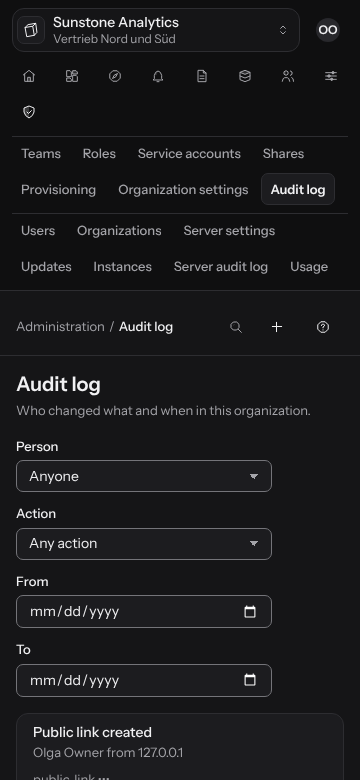 Sunstone Analytics
Vertrieb Nord und Süd
OO
Teams Roles Service accounts Shares
Provisioning Organization settings Audit log
Users Organizations Server settings
Updates Instances Server audit log Usage
Administration / Audit log
Audit log
Who changed what and when in this organization.
Person
Anyone
Action
Any action
From
mm/dd/yyyy
To
mm/dd/yyyy
Public link created
Olga Owner from 127.0.0.1
public-link